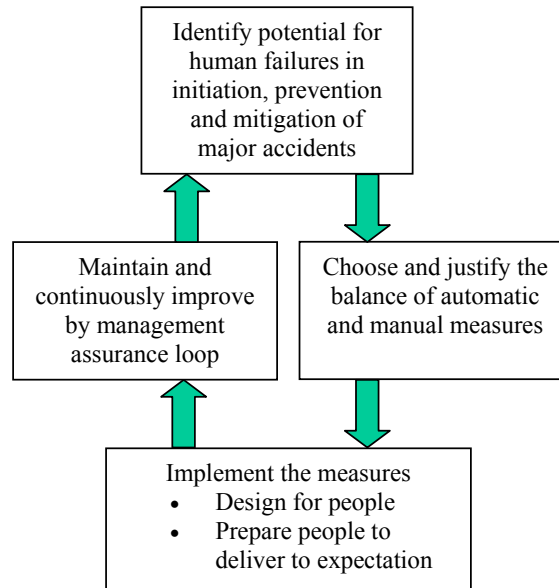 Identify potential for
human failures in
initiation, prevention
and mitigation of
major accidents
Maintain and
continuously improve
by management
assurance loop
Choose and justify the
balance of automatic
and manual measures
Implement the measures
• Design for people
• Prepare people to
deliver to expectation